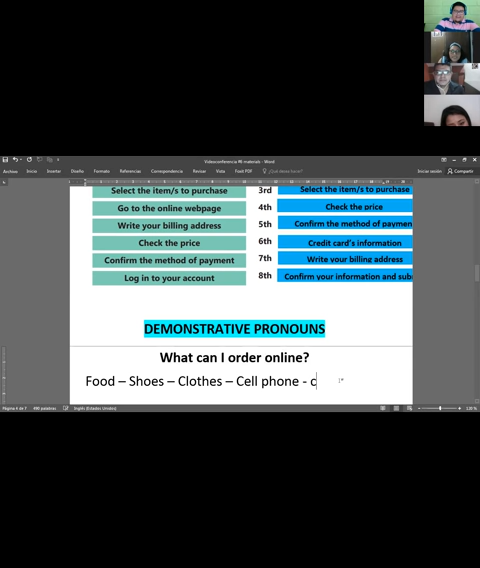 Videoconferencia #6 materials - Word
Archivo Inicio Insertar Diseño Formato Referencias Correspondencia Revisar Vista Foxit PDF ¿Qué desea hacer? Iniciar sesión Compartir
Select the item/s to purchase 3rd Select the item/s to purchase
Go to the online webpage 4th Check the price
Write your billing address 5th Confirm the method of paymen
Check the price 6th Credit card's information
Confirm the method of payment 7th Write your billing address
Log in to your account 8th Confirm your information and sub
DEMONSTRATIVE PRONOUNS
What can I order online?
Food – Shoes – Clothes – Cell phone - c
Página 4 de 7 488 palabras Inglés (Estados Unidos) 120 %